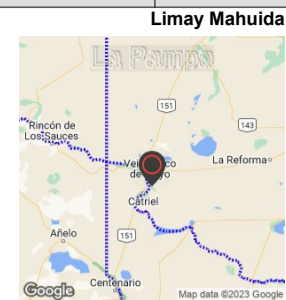 Limay Mahuida
La Pampa
151
Rincón de
Los Sauces
143
La Reforma
Catriel
Añelo
151
Centenario
Google
Map data ©2023 Google